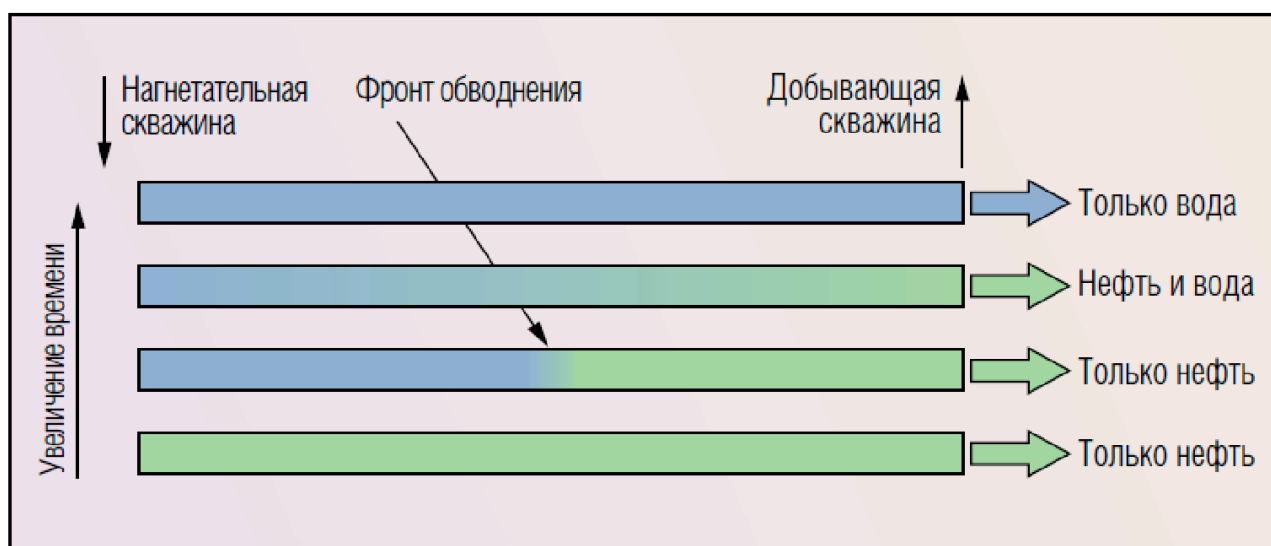 Нагнетательная
скважина
Фронт обводнения
Добывающая
скважина
Увеличение времени
Только вода
Нефть и вода
Только нефть
Только нефть